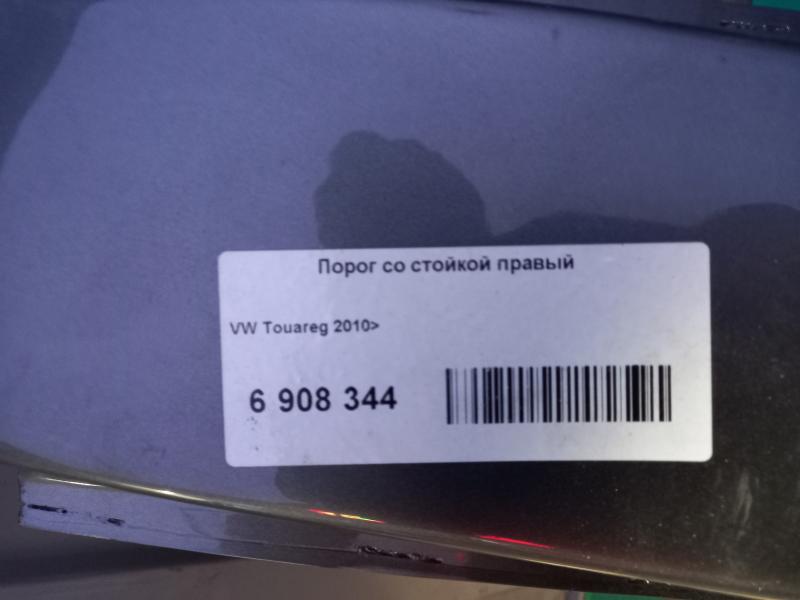 Порог со стойкой правый
VW Touareg 2010>
6 908 344